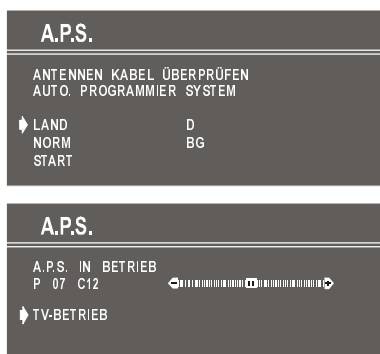 A.P.S.
ANTENNEN KABEL ÜBERPRÜFEN
AUTO. PROGRAMMIER SYSTEM
LAND D
NORM BG
START
A.P.S.
A.P.S. IN BETRIEB
P 07 C12
TV-BETRIEB